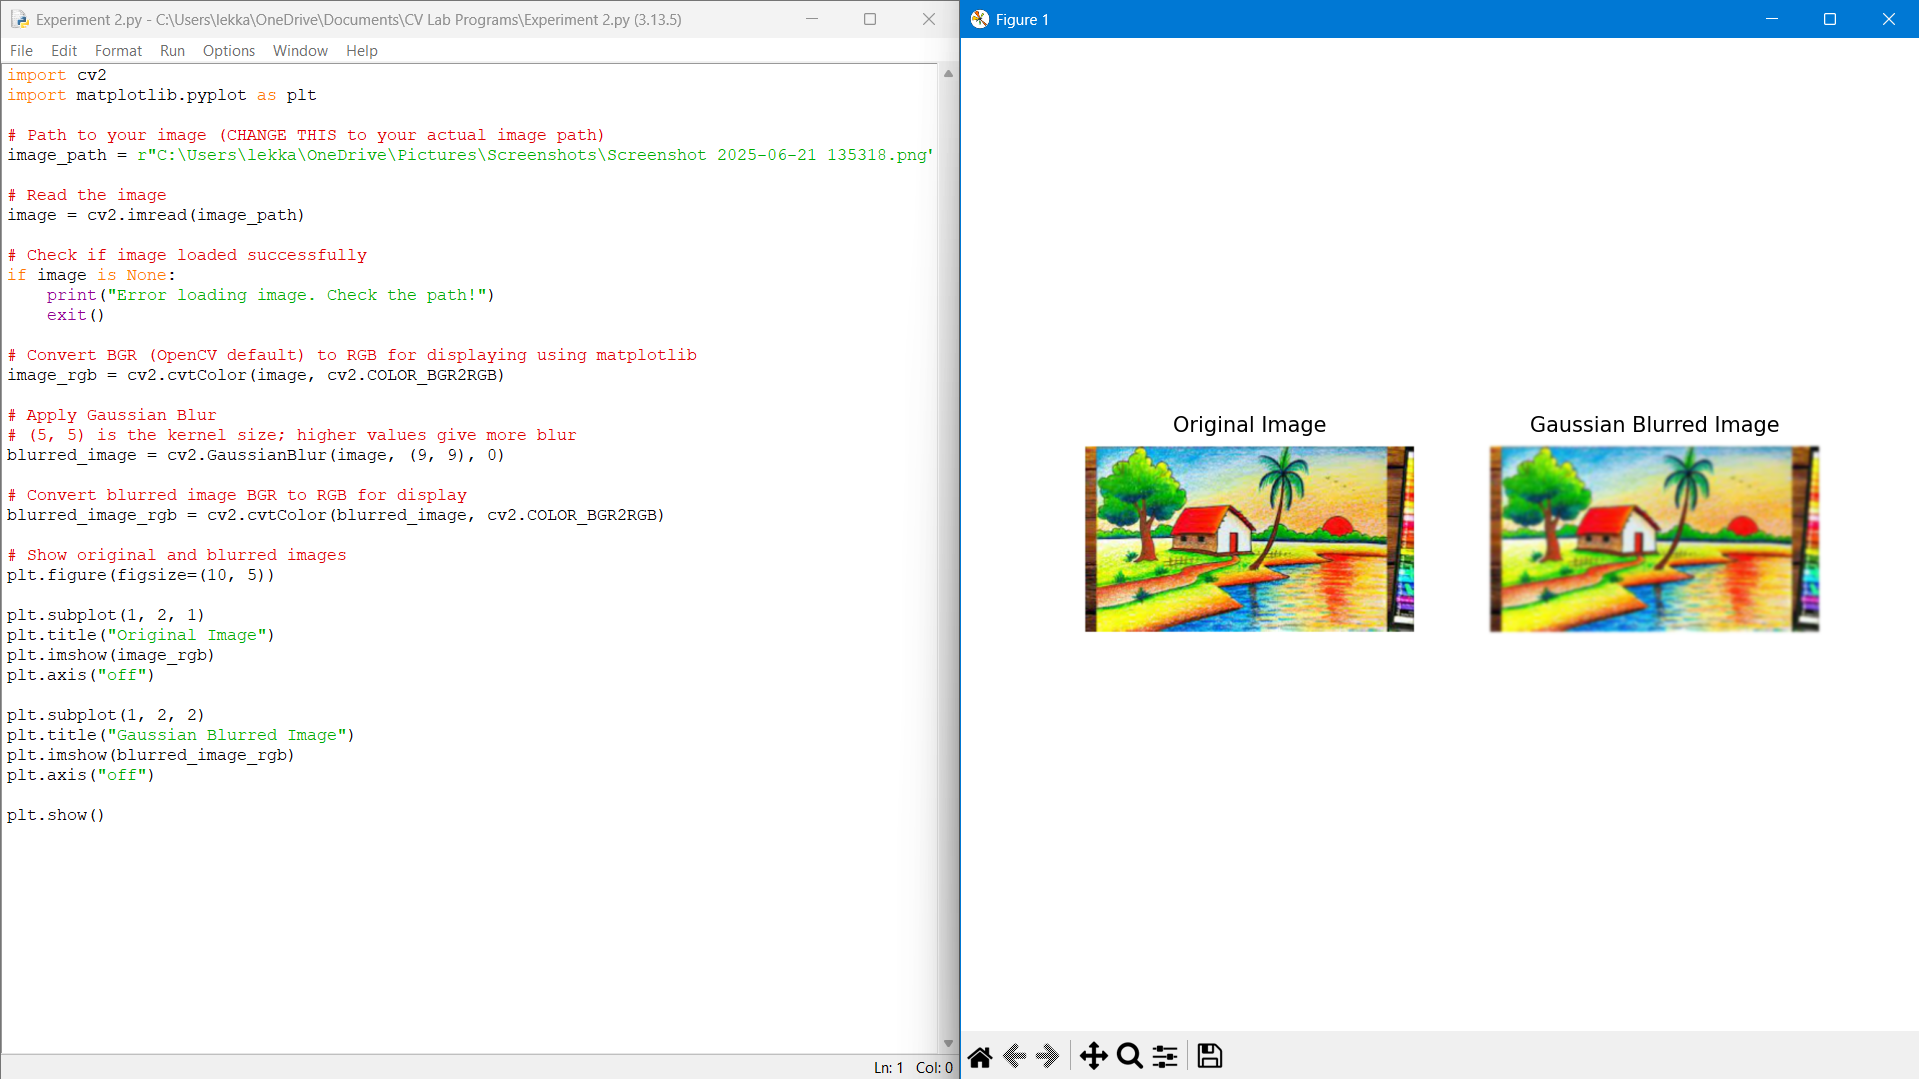 Experiment 2.py - C:\Users\lekka\OneDrive\Documents\CV Lab Programs\Experiment 2.py (3.13.5)
File Edit Format Run Options Window Help
import cv2
import matplotlib.pyplot as plt
# Path to your image (CHANGE THIS to your actual image path)
image_path = r"C:\Users\lekka\OneDrive\Pictures\Screenshots\Screenshot 2025-06-21 135318.png'
# Read the image
image = cv2.imread(image_path)
# Check if image loaded successfully
if image is None:
    print("Error loading image. Check the path!")
    exit()
# Convert BGR (OpenCV default) to RGB for displaying using matplotlib
image_rgb = cv2.cvtColor(image, cv2.COLOR_BGR2RGB)
# Apply Gaussian Blur
# (5, 5) is the kernel size; higher values give more blur
blurred_image = cv2.GaussianBlur(image, (9, 9), 0)
# Convert blurred image BGR to RGB for display
blurred_image_rgb = cv2.cvtColor(blurred_image, cv2.COLOR_BGR2RGB)
# Show original and blurred images
plt.figure(figsize=(10, 5))
plt.subplot(1, 2, 1)
plt.title("Original Image")
plt.imshow(image_rgb)
plt.axis("off")
plt.subplot(1, 2, 2)
plt.title("Gaussian Blurred Image")
plt.imshow(blurred_image_rgb)
plt.axis("off")
plt.show()
Ln: 1 Col: 0
Figure 1
Original Image
Gaussian Blurred Image